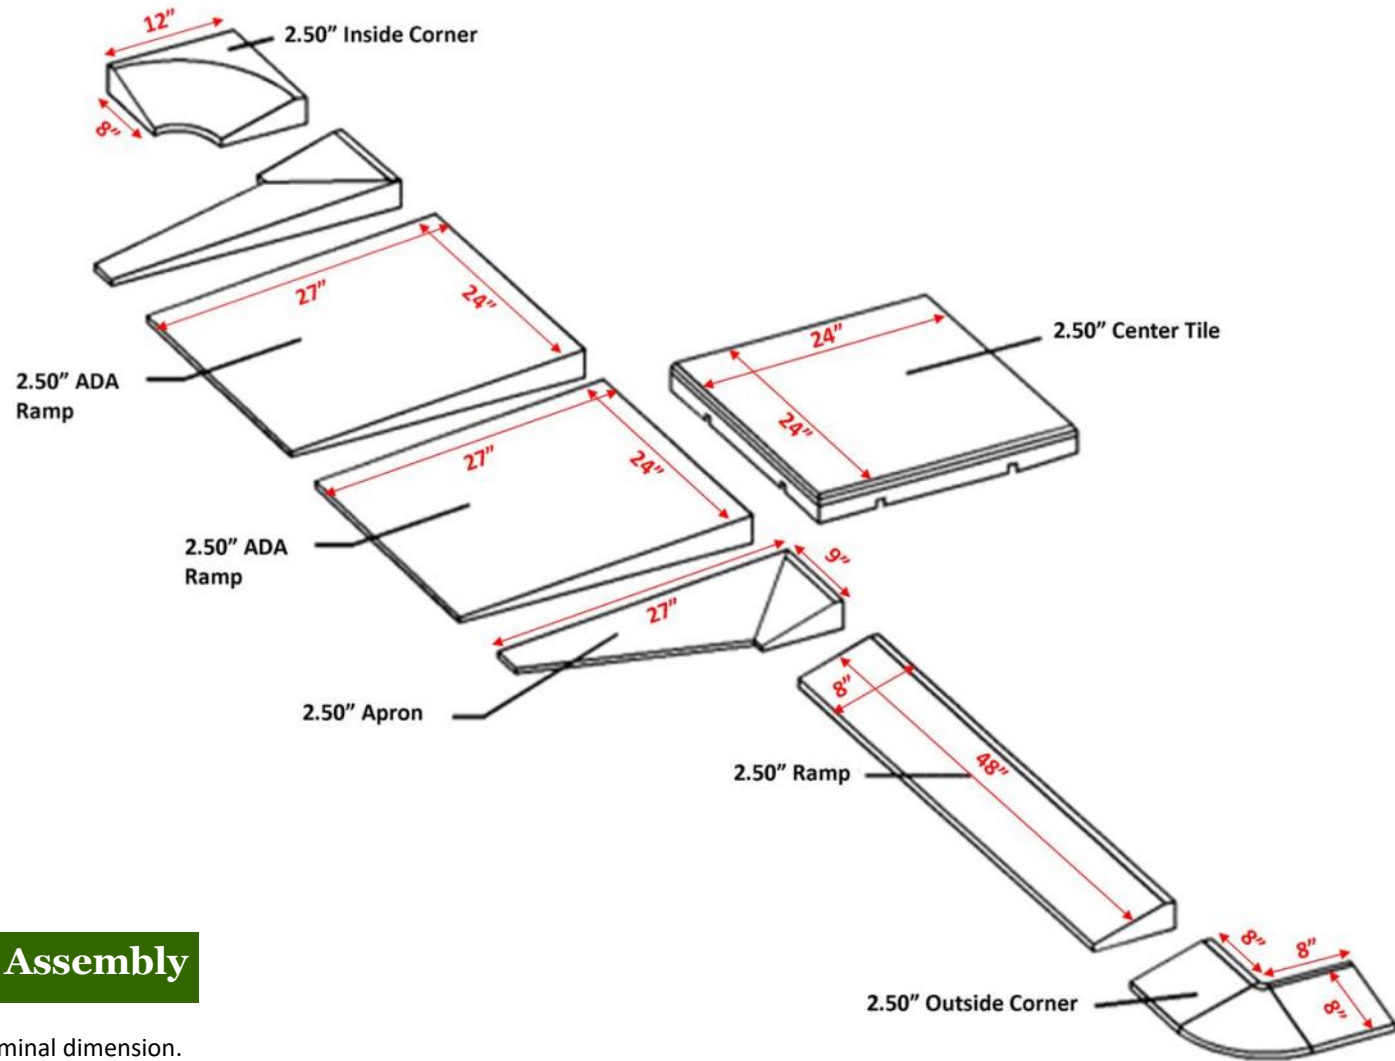 12”
2.50” Inside Corner
8”
27”
24”
2.50” ADA
Ramp
24”
24”
2.50” Center Tile
27”
24”
2.50” ADA
Ramp
9”
27”
2.50” Apron
8”
48”
2.50” Ramp
8”
8”
8”
2.50” Outside Corner
Assembly
minal dimension.